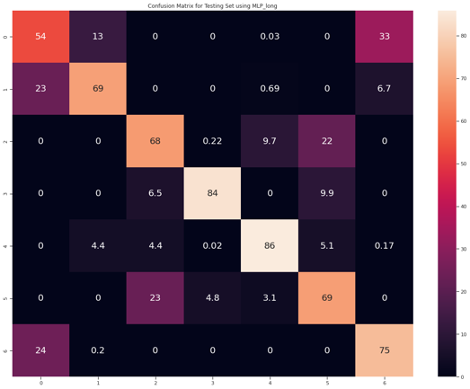 Confusion Matrix for Testing Set using MLP_long
0 54 13 0 0 0.03 0 33
1 23 69 0 0 0.69 0 6.7
2 0 0 68 0.22 9.7 22 0
3 0 0 6.5 84 0 9.9 0
4 0 4.4 4.4 0.02 86 5.1 0.17
5 0 0 23 4.8 3.1 69 0
6 24 0.2 0 0 0 0 75
0 1 2 3 4 5 6
80
70
60
50
40
30
20
10
0